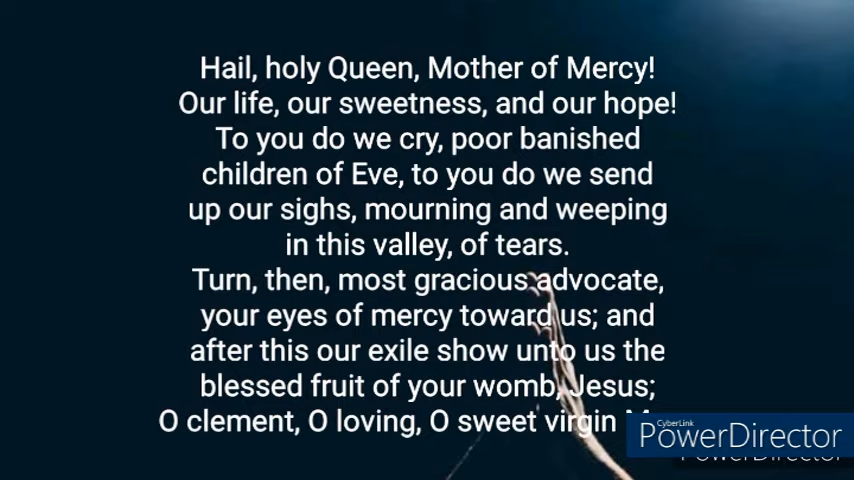 Hail, holy Queen, Mother of Mercy!
Our life, our sweetness, and our hope!
To you do we cry, poor banished
children of Eve, to you do we send
up our sighs, mourning and weeping
in this valley, of tears.
Turn, then, most gracious advocate,
your eyes of mercy toward us; and
after this our exile show unto us the
blessed fruit of your womb, Jesus;
O clement, O loving, O sweet virgin
CyberLink
PowerDirector
PowerDirector